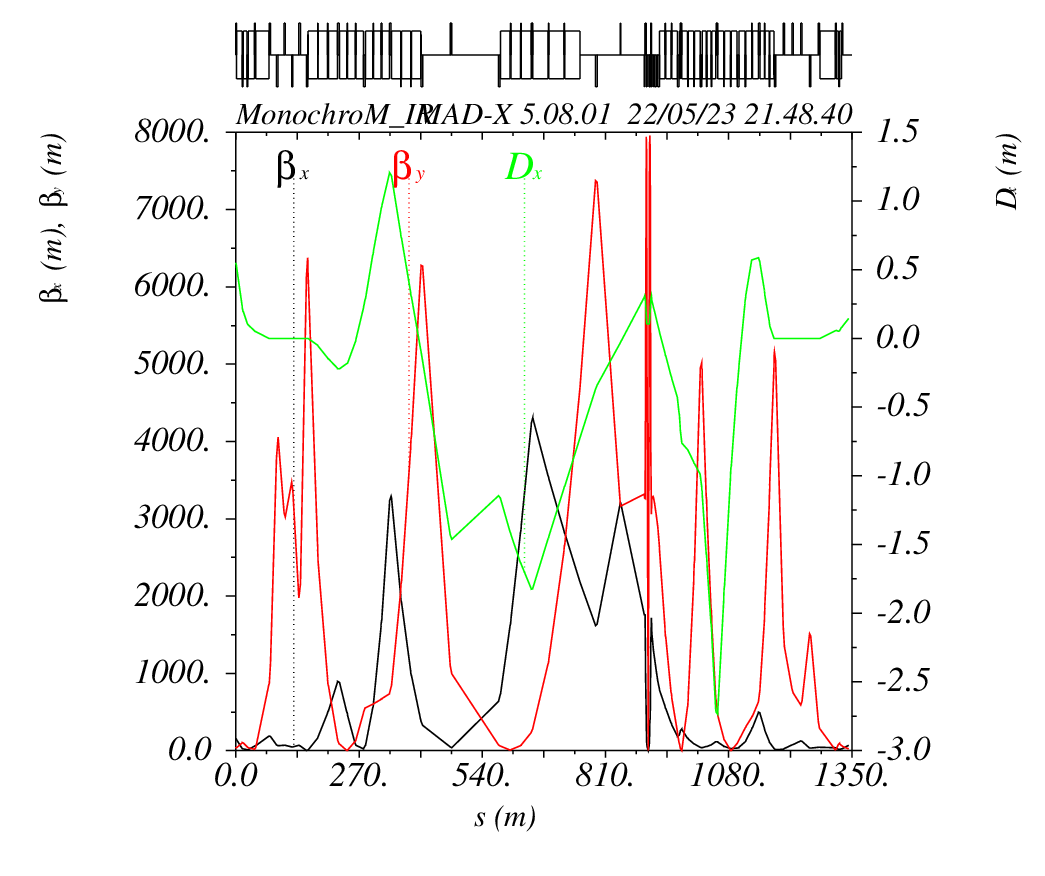 MonochroM_IR MAD-X 5.08.01 22/05/23 21.48.40
βx (m), βy (m)
8000.
7000.
6000.
5000.
4000.
3000.
2000.
1000.
0.0
βx
βy
Dx
1.5
1.0
0.5
0.0
-0.5
-1.0
-1.5
-2.0
-2.5
-3.0
Dx (m)
0.0 270. 540. 810. 1080. 1350.
s (m)